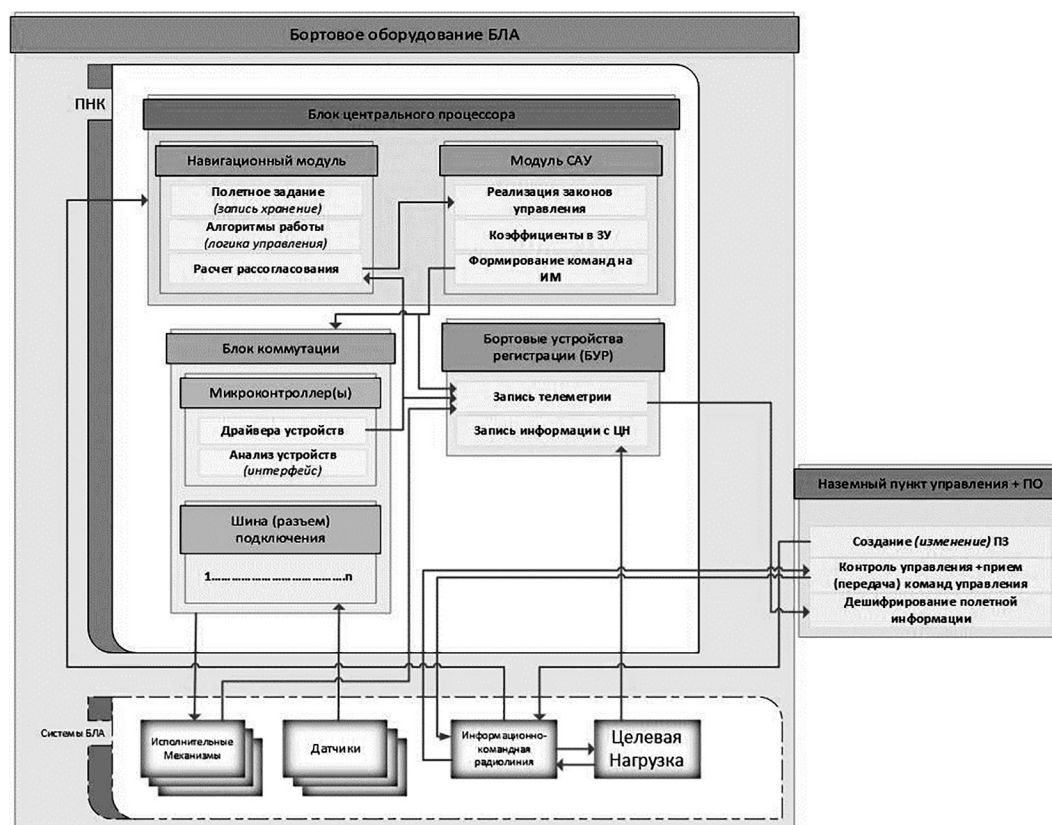 Бортовое оборудование БЛА
ПНК
Блок центрального процессора
Навигационный модуль
Полетное задание
(запись хранение)
Алгоритмы работы
(логика управления)
Расчет рассогласования
Модуль САУ
Реализация законов
управления
Коэффициенты в ЗУ
Формирование команд на
ИМ
Блок коммутации
Микроконтроллер(ы)
Драйвера устройств
Анализ устройств
(интерфейс)
Шина (разъем)
подключения
1....................................n
Бортовые устройства
регистрации (БУР)
Запись телеметрии
Запись информации с ЦН
Наземный пункт управления + ПО
Создание (изменение) ПЗ
Контроль управления +прием
(передача) команд управления
Дешифрирование полетной
информации
Системы БЛА
Исполнительные
Механизмы
Датчики
Информационно-
командная
радиолиния
Целевая
Нагрузка